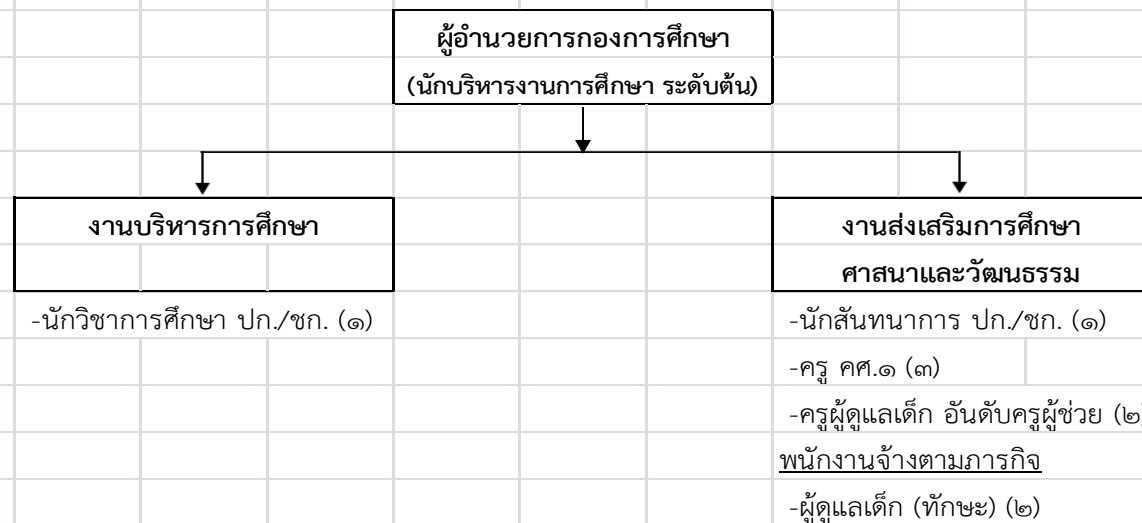 ผู้อำนวยการกองการศึกษา
(นักบริหารงานการศึกษา ระดับต้น)
งานบริหารการศึกษา
-นักวิชาการศึกษา ปก./ชก. (๑)
งานส่งเสริมการศึกษา
ศาสนาและวัฒนธรรม
-นักสันทนาการ ปก./ชก. (๑)
-ครู คศ.๑ (๓)
-ครูผู้ดูแลเด็ก อันดับครูผู้ช่วย (๒)
พนักงานจ้างตามภารกิจ
-ผู้ดูแลเด็ก (ทักษะ) (๒)